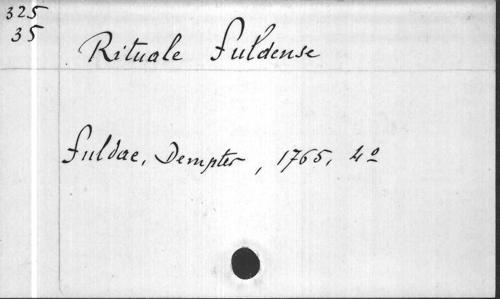 325
35
Rituale Fuldense
Fuldae, Dempter, 1765, 4º